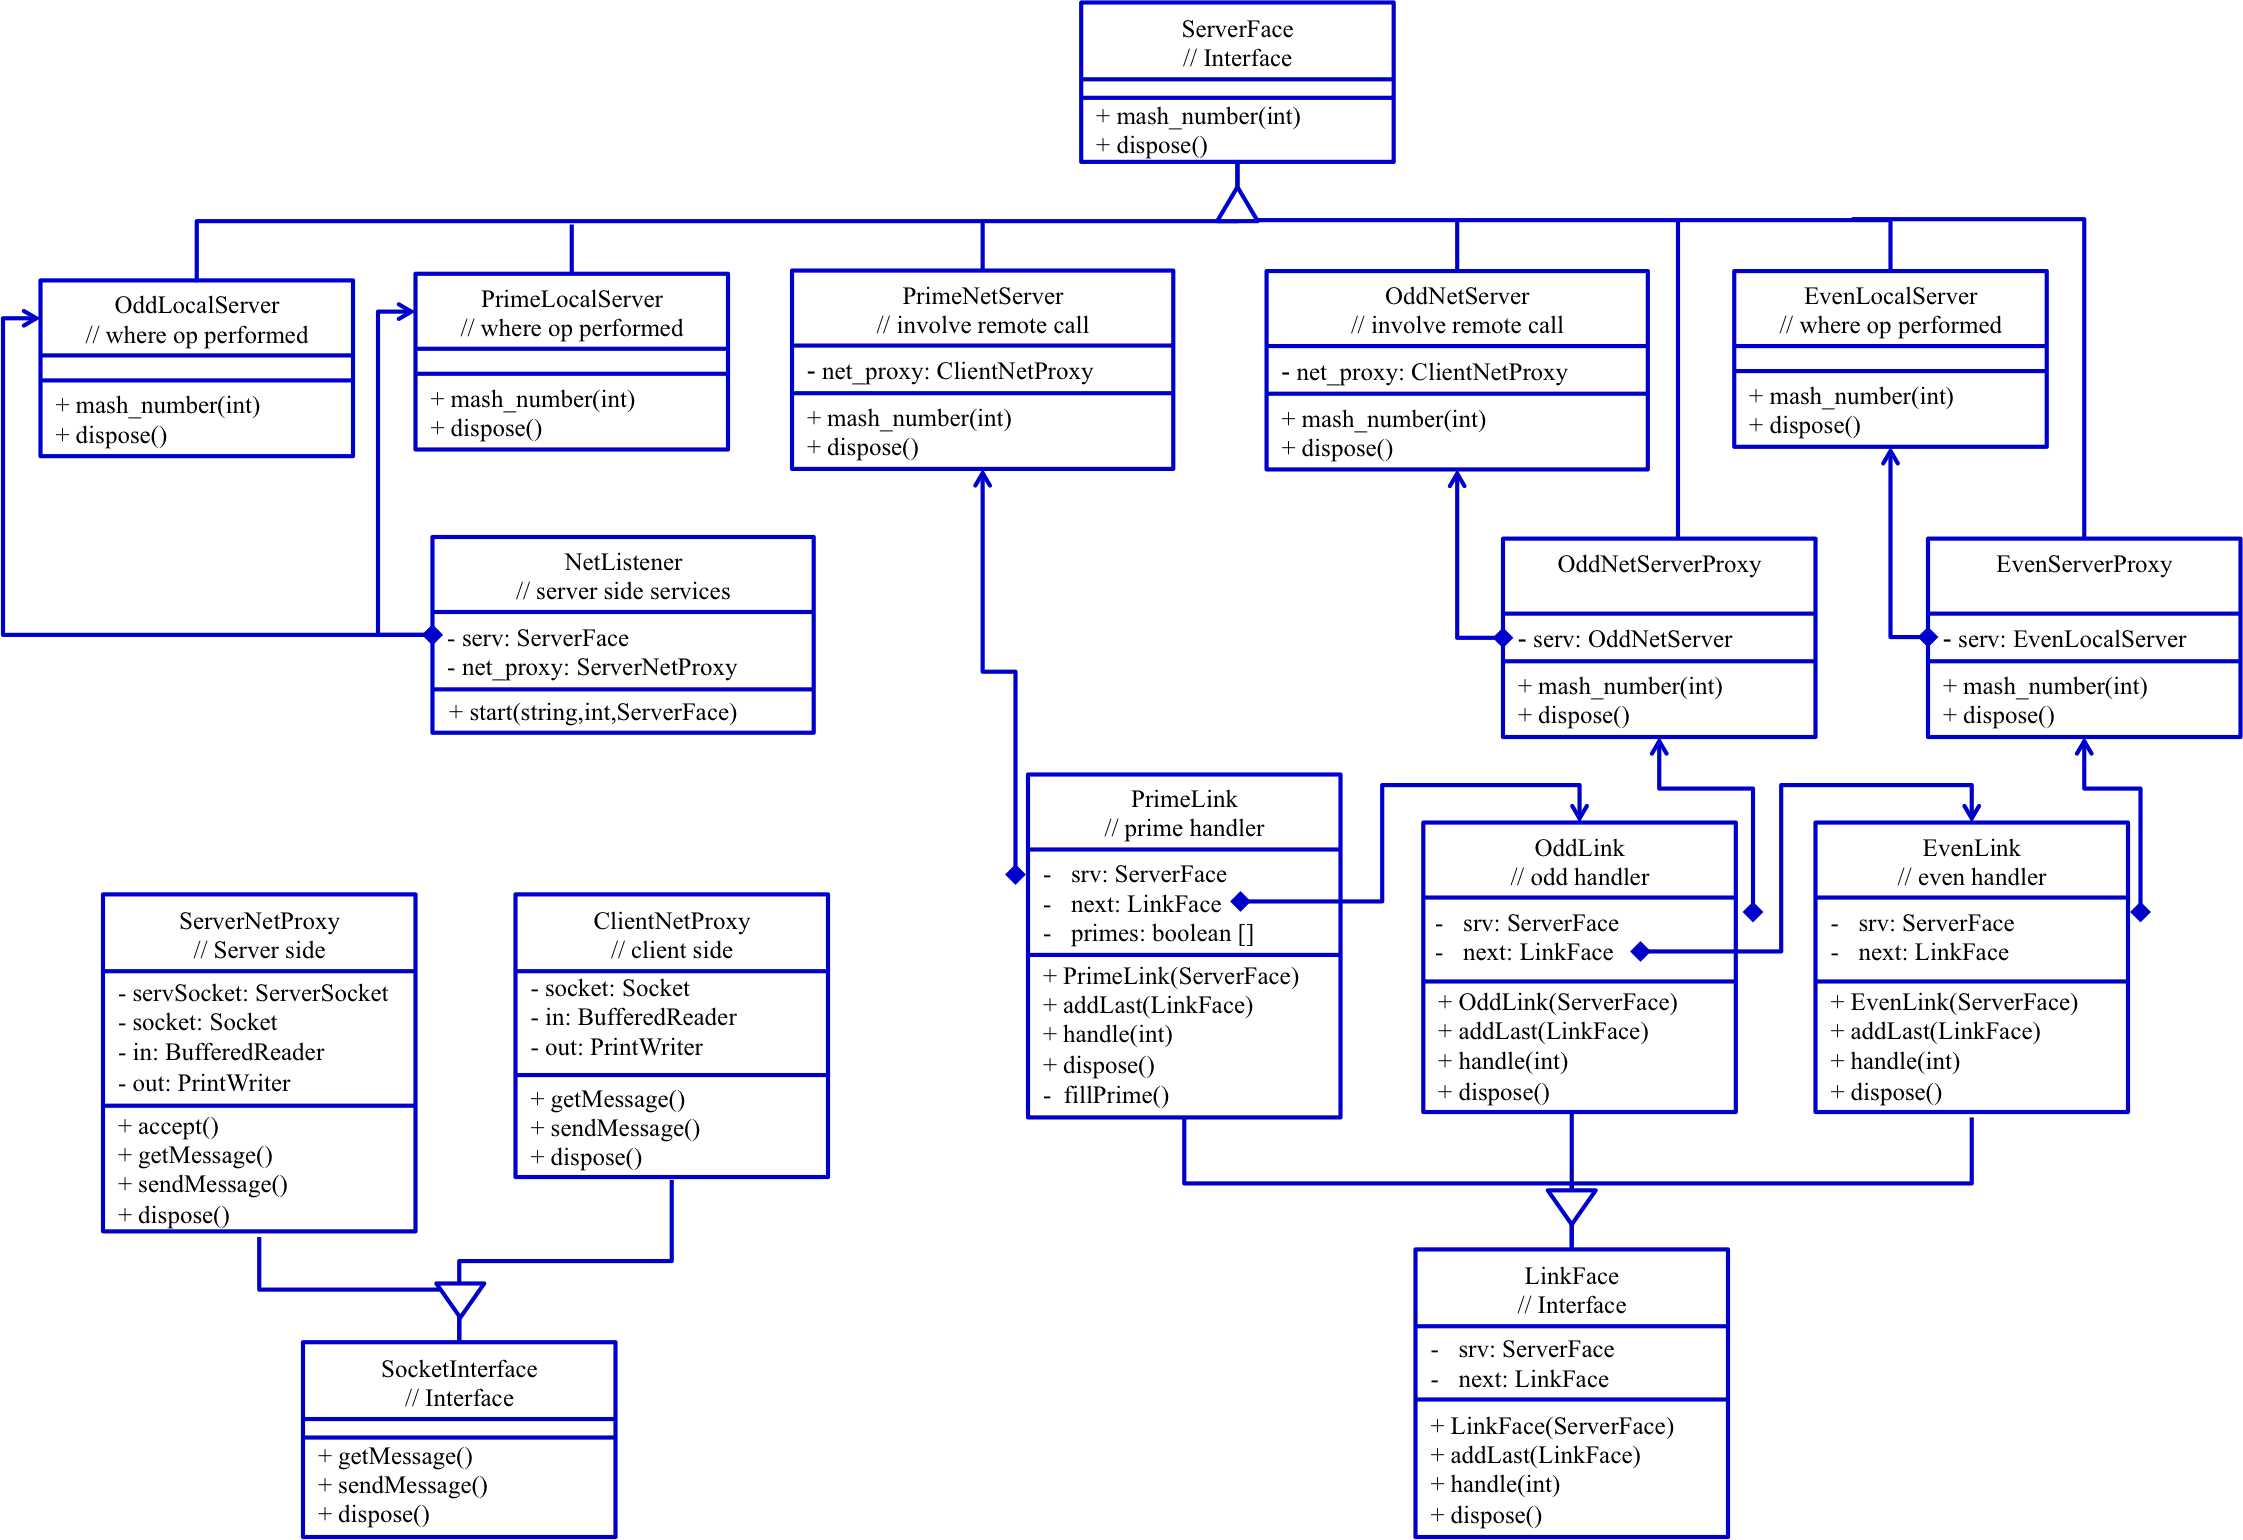 ServerFace
// Interface
+ mash_number(int)
+ dispose()
OddLocalServer
// where op performed
+ mash_number(int)
+ dispose()
PrimeLocalServer
// where op performed
+ mash_number(int)
+ dispose()
PrimeNetServer
// involve remote call
- net_proxy: ClientNetProxy
+ mash_number(int)
+ dispose()
OddNetServer
// involve remote call
- net_proxy: ClientNetProxy
+ mash_number(int)
+ dispose()
EvenLocalServer
// where op performed
+ mash_number(int)
+ dispose()
NetListener
// server side services
- serv: ServerFace
- net_proxy: ServerNetProxy
+ start(string,int,ServerFace)
OddNetServerProxy
- serv: OddNetServer
+ mash_number(int)
+ dispose()
EvenServerProxy
- serv: EvenLocalServer
+ mash_number(int)
+ dispose()
PrimeLink
// prime handler
- srv: ServerFace
- next: LinkFace
- primes: boolean []
+ PrimeLink(ServerFace)
+ addLast(LinkFace)
+ handle(int)
+ dispose()
- fillPrime()
OddLink
// odd handler
- srv: ServerFace
- next: LinkFace
+ OddLink(ServerFace)
+ addLast(LinkFace)
+ handle(int)
+ dispose()
EvenLink
// even handler
- srv: ServerFace
- next: LinkFace
+ EvenLink(ServerFace)
+ addLast(LinkFace)
+ handle(int)
+ dispose()
ServerNetProxy
// Server side
- servSocket: ServerSocket
- socket: Socket
- in: BufferedReader
- out: PrintWriter
+ accept()
+ getMessage()
+ sendMessage()
+ dispose()
ClientNetProxy
// client side
- socket: Socket
- in: BufferedReader
- out: PrintWriter
+ getMessage()
+ sendMessage()
+ dispose()
SocketInterface
// Interface
+ getMessage()
+ sendMessage()
+ dispose()
LinkFace
// Interface
- srv: ServerFace
- next: LinkFace
+ LinkFace(ServerFace)
+ addLast(LinkFace)
+ handle(int)
+ dispose()